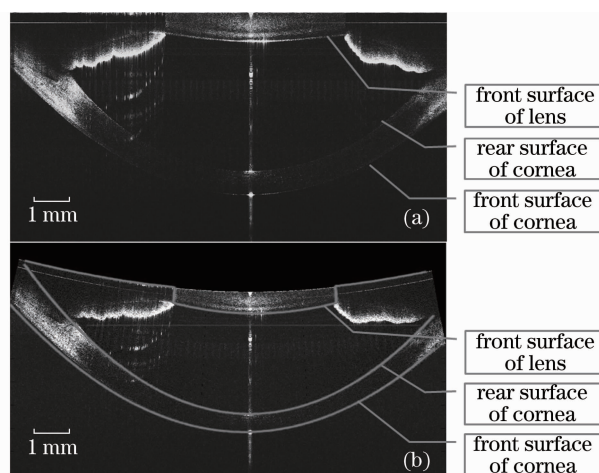 front surface
of lens
rear surface
of cornea
front surface
of cornea
1 mm
(a)
front surface
of lens
rear surface
of cornea
front surface
of cornea
1 mm
(b)